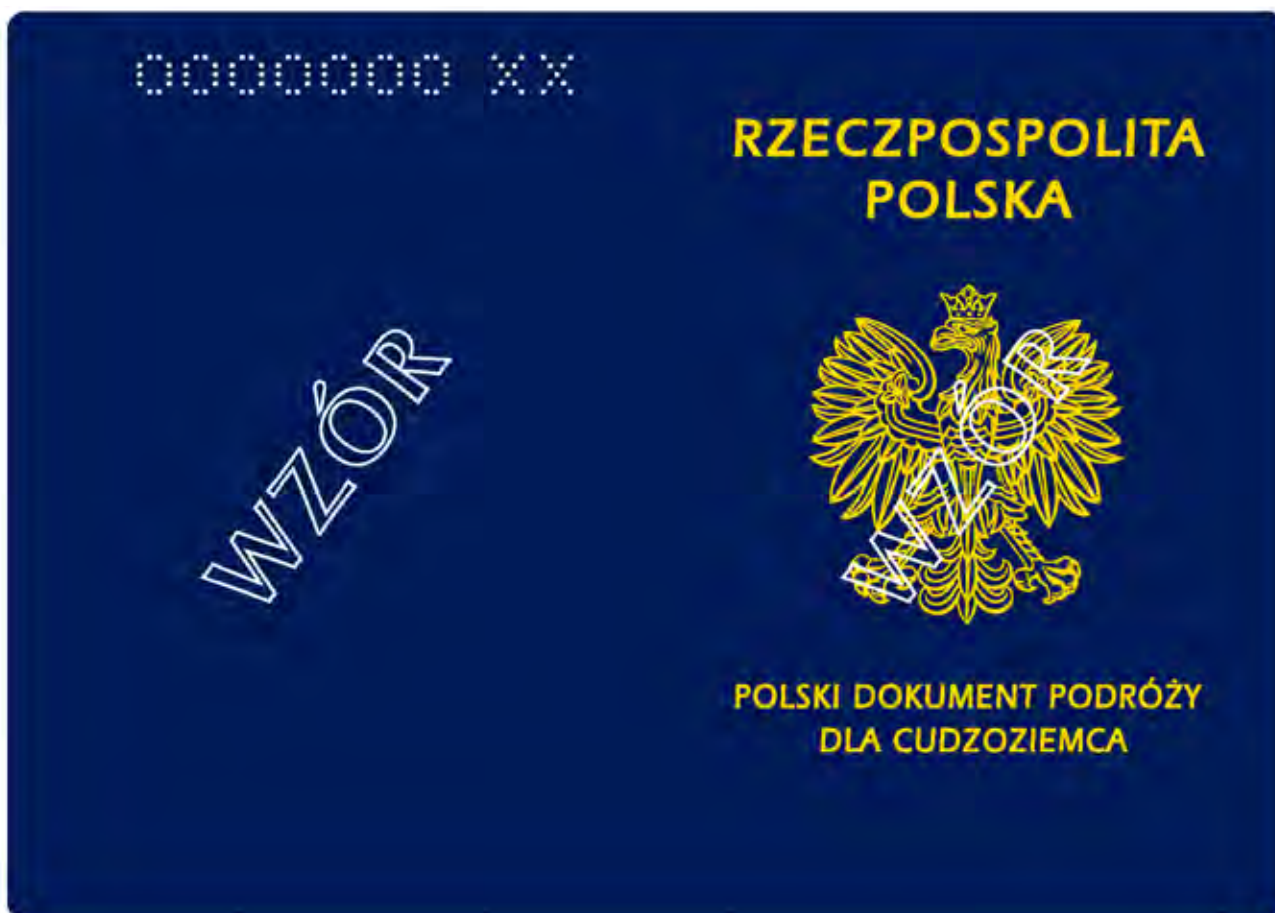 0000000 XX
WZÓR
RZECZPOSPOLITA
POLSKA
WZÓR
POLSKI DOKUMENT PODRÓŻY
DLA CUDZOZIEMCA